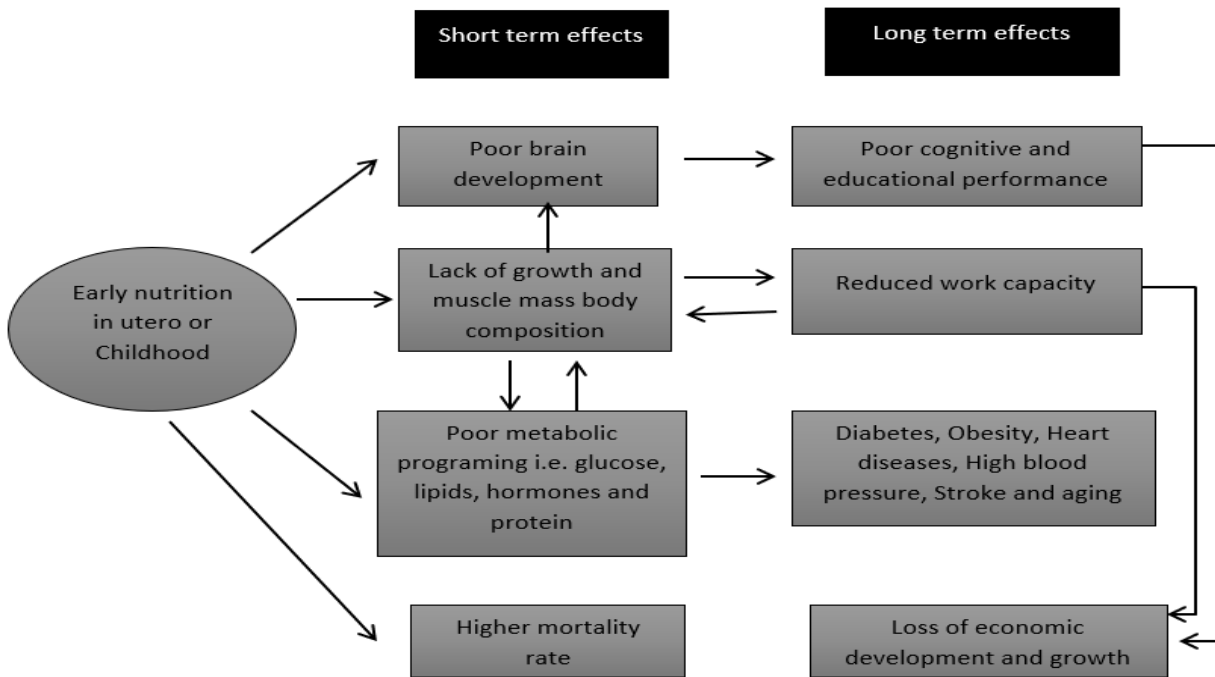 Short term effects
Long term effects
Poor brain
development
Poor cognitive and
educational performance
Early nutrition
in utero or
Childhood
Lack of growth and
muscle mass body
composition
Reduced work capacity
Poor metabolic
programing i.e. glucose,
lipids, hormones and
protein
Diabetes, Obesity, Heart
diseases, High blood
pressure, Stroke and aging
Higher mortality
rate
Loss of economic
development and growth